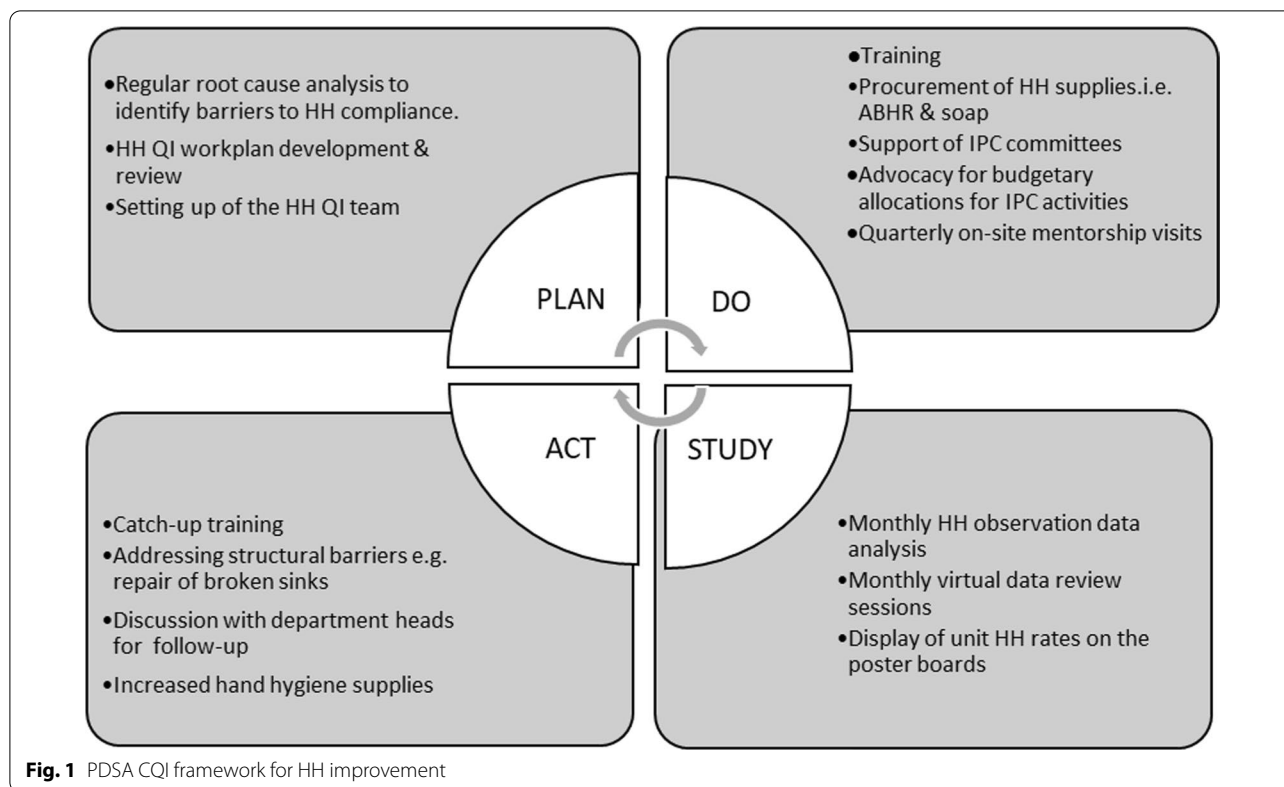 •Regular root cause analysis to
identify barriers to HH compliance.
•HH QI workplan development &
review
•Setting up of the HH QI team
PLAN
•Training
•Procurement of HH supplies.i.e.
ABHR & soap
•Support of IPC committees
•Advocacy for budgetary
allocations for IPC activities
•Quarterly on-site mentorship visits
DO
ACT
•Catch-up training
•Addressing structural barriers e.g.
repair of broken sinks
•Discussion with department heads
for follow-up
•Increased hand hygiene supplies
STUDY
•Monthly HH observation data
analysis
•Monthly virtual data review
sessions
•Display of unit HH rates on the
poster boards
Fig. 1 PDSA CQI framework for HH improvement